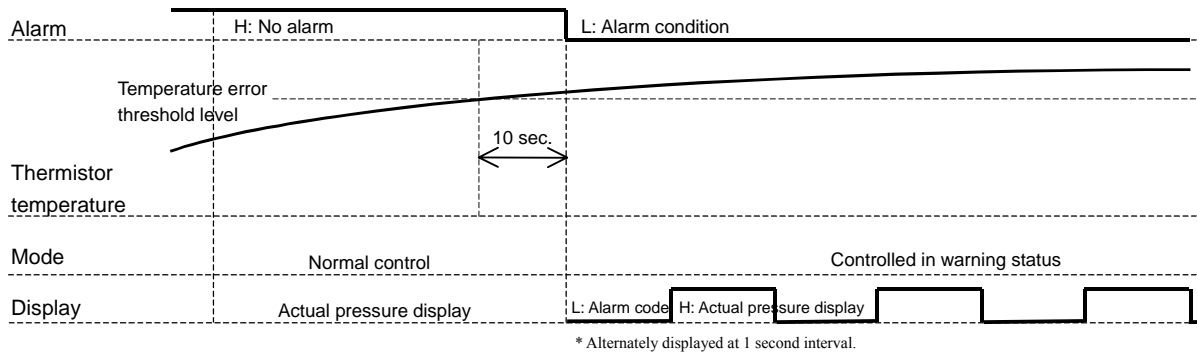 Alarm
H: No alarm
L: Alarm condition
Temperature error
threshold level
10 sec.
Thermistor
temperature
Mode
Normal control
Controlled in warning status
Display
Actual pressure display
L: Alarm code
H: Actual pressure display
* Alternately displayed at 1 second interval.